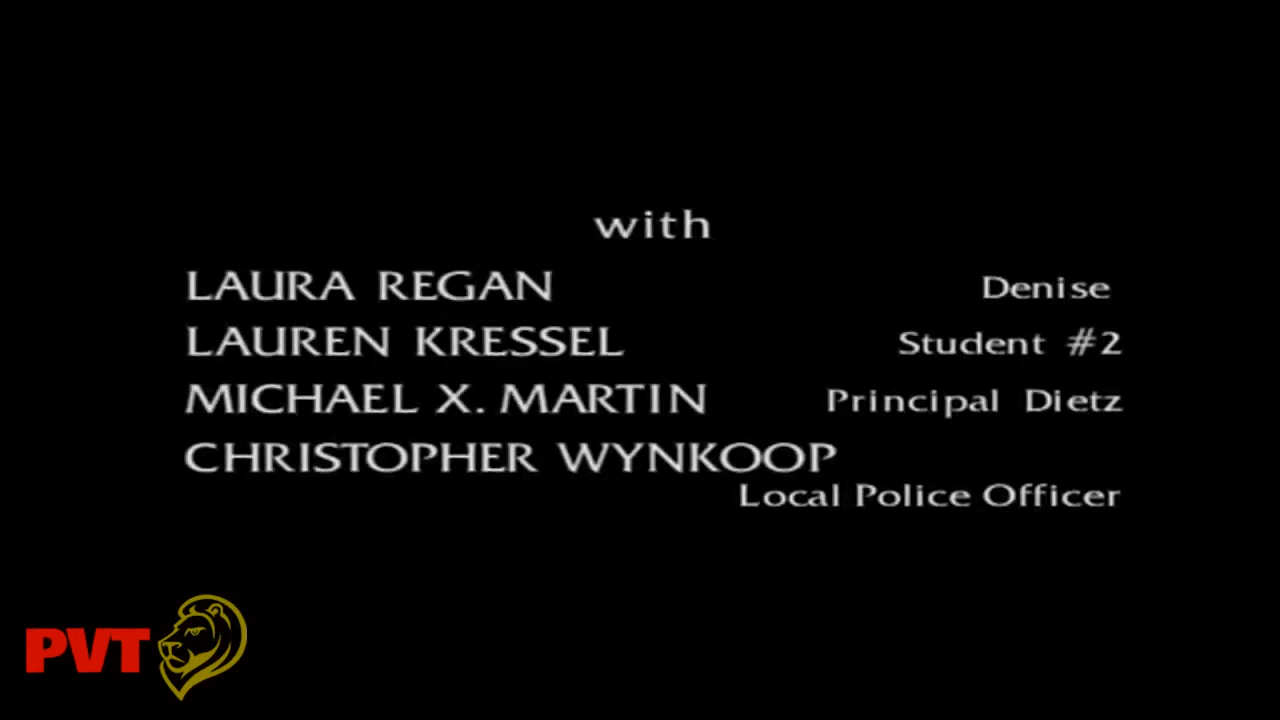 with
LAURA REGAN Denise
LAUREN KRESSEL Student #2
MICHAEL X. MARTIN Principal Dietz
CHRISTOPHER WYNKOOP
Local Police Officer
PVT